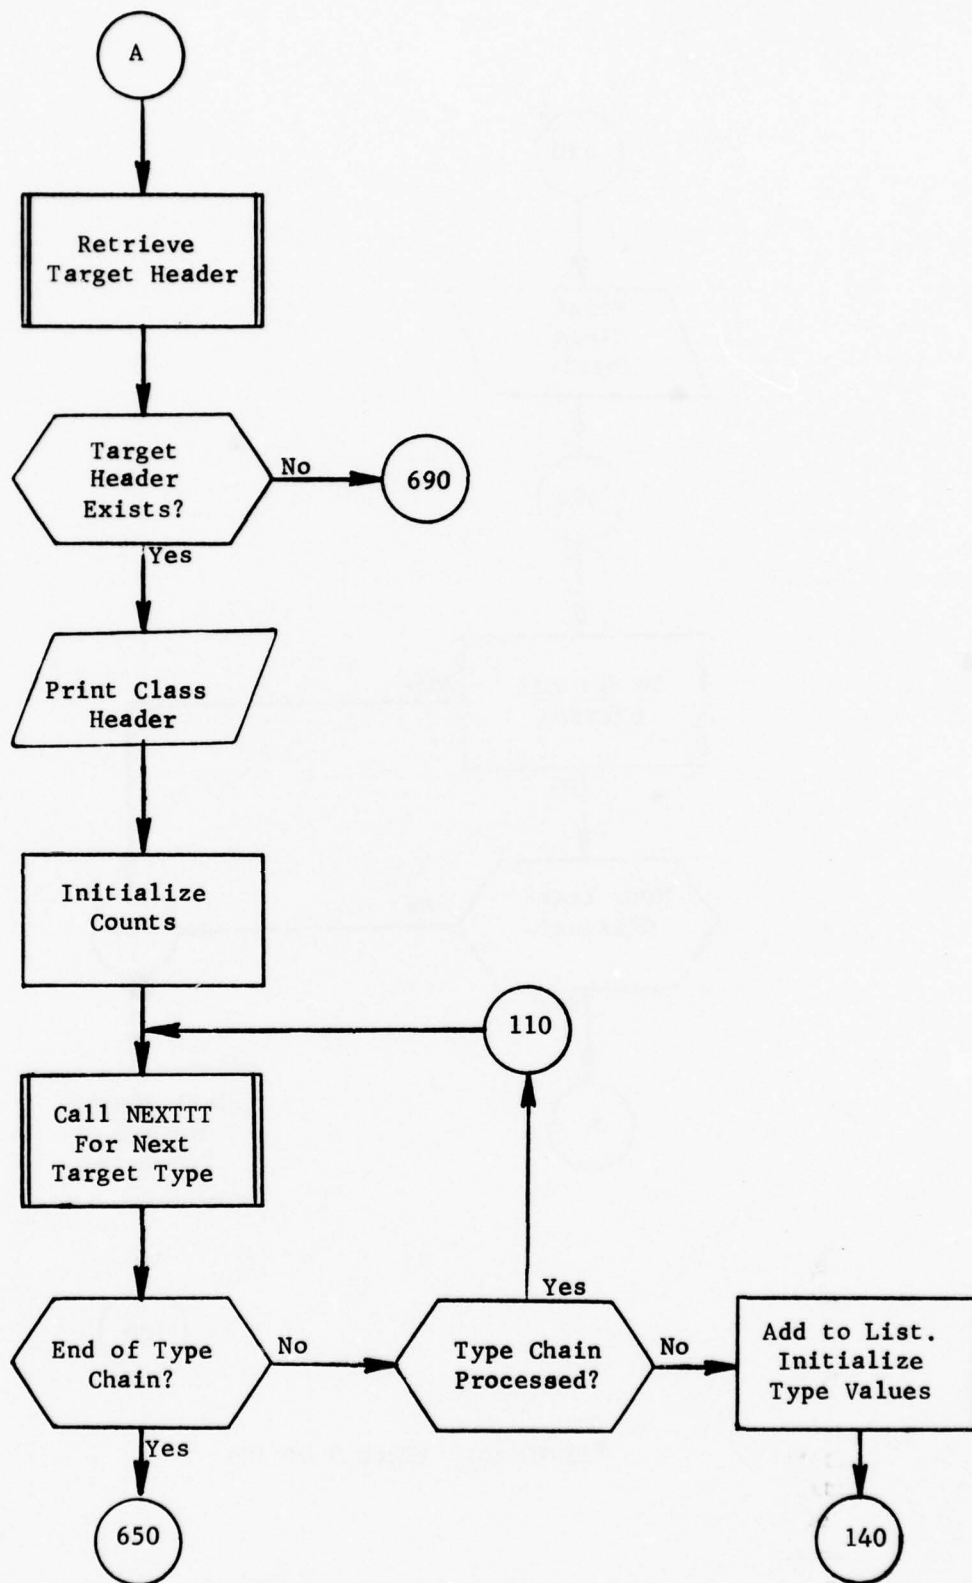 A
Retrieve
Target Header
Target
Header
Exists?
No
690
Yes
Print Class
Header
Initialize
Counts
110
Call NEXTTT
For Next
Target Type
End of Type
Chain?
No
Yes
Type Chain
Processed?
No
Add to List.
Initialize
Type Values
Yes
650
140